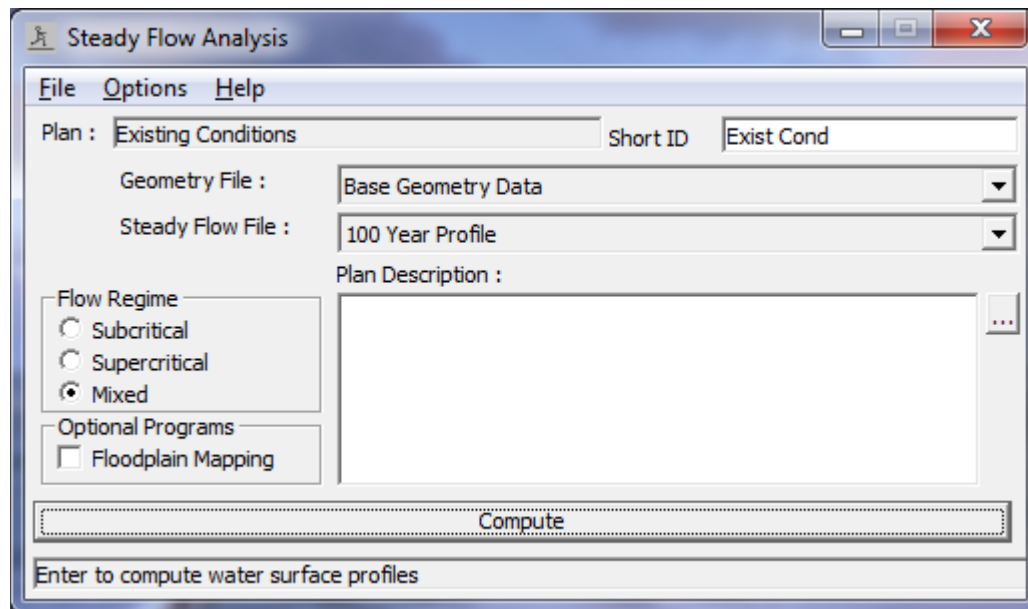 Steady Flow Analysis
File Options Help
Plan : Existing Conditions Short ID Exist Cond
Geometry File : Base Geometry Data
Steady Flow File : 100 Year Profile
Plan Description :
Flow Regime
Subcritical
...
Supercritical
Mixed
Optional Programs
Floodplain Mapping
Compute
Enter to compute water surface profiles